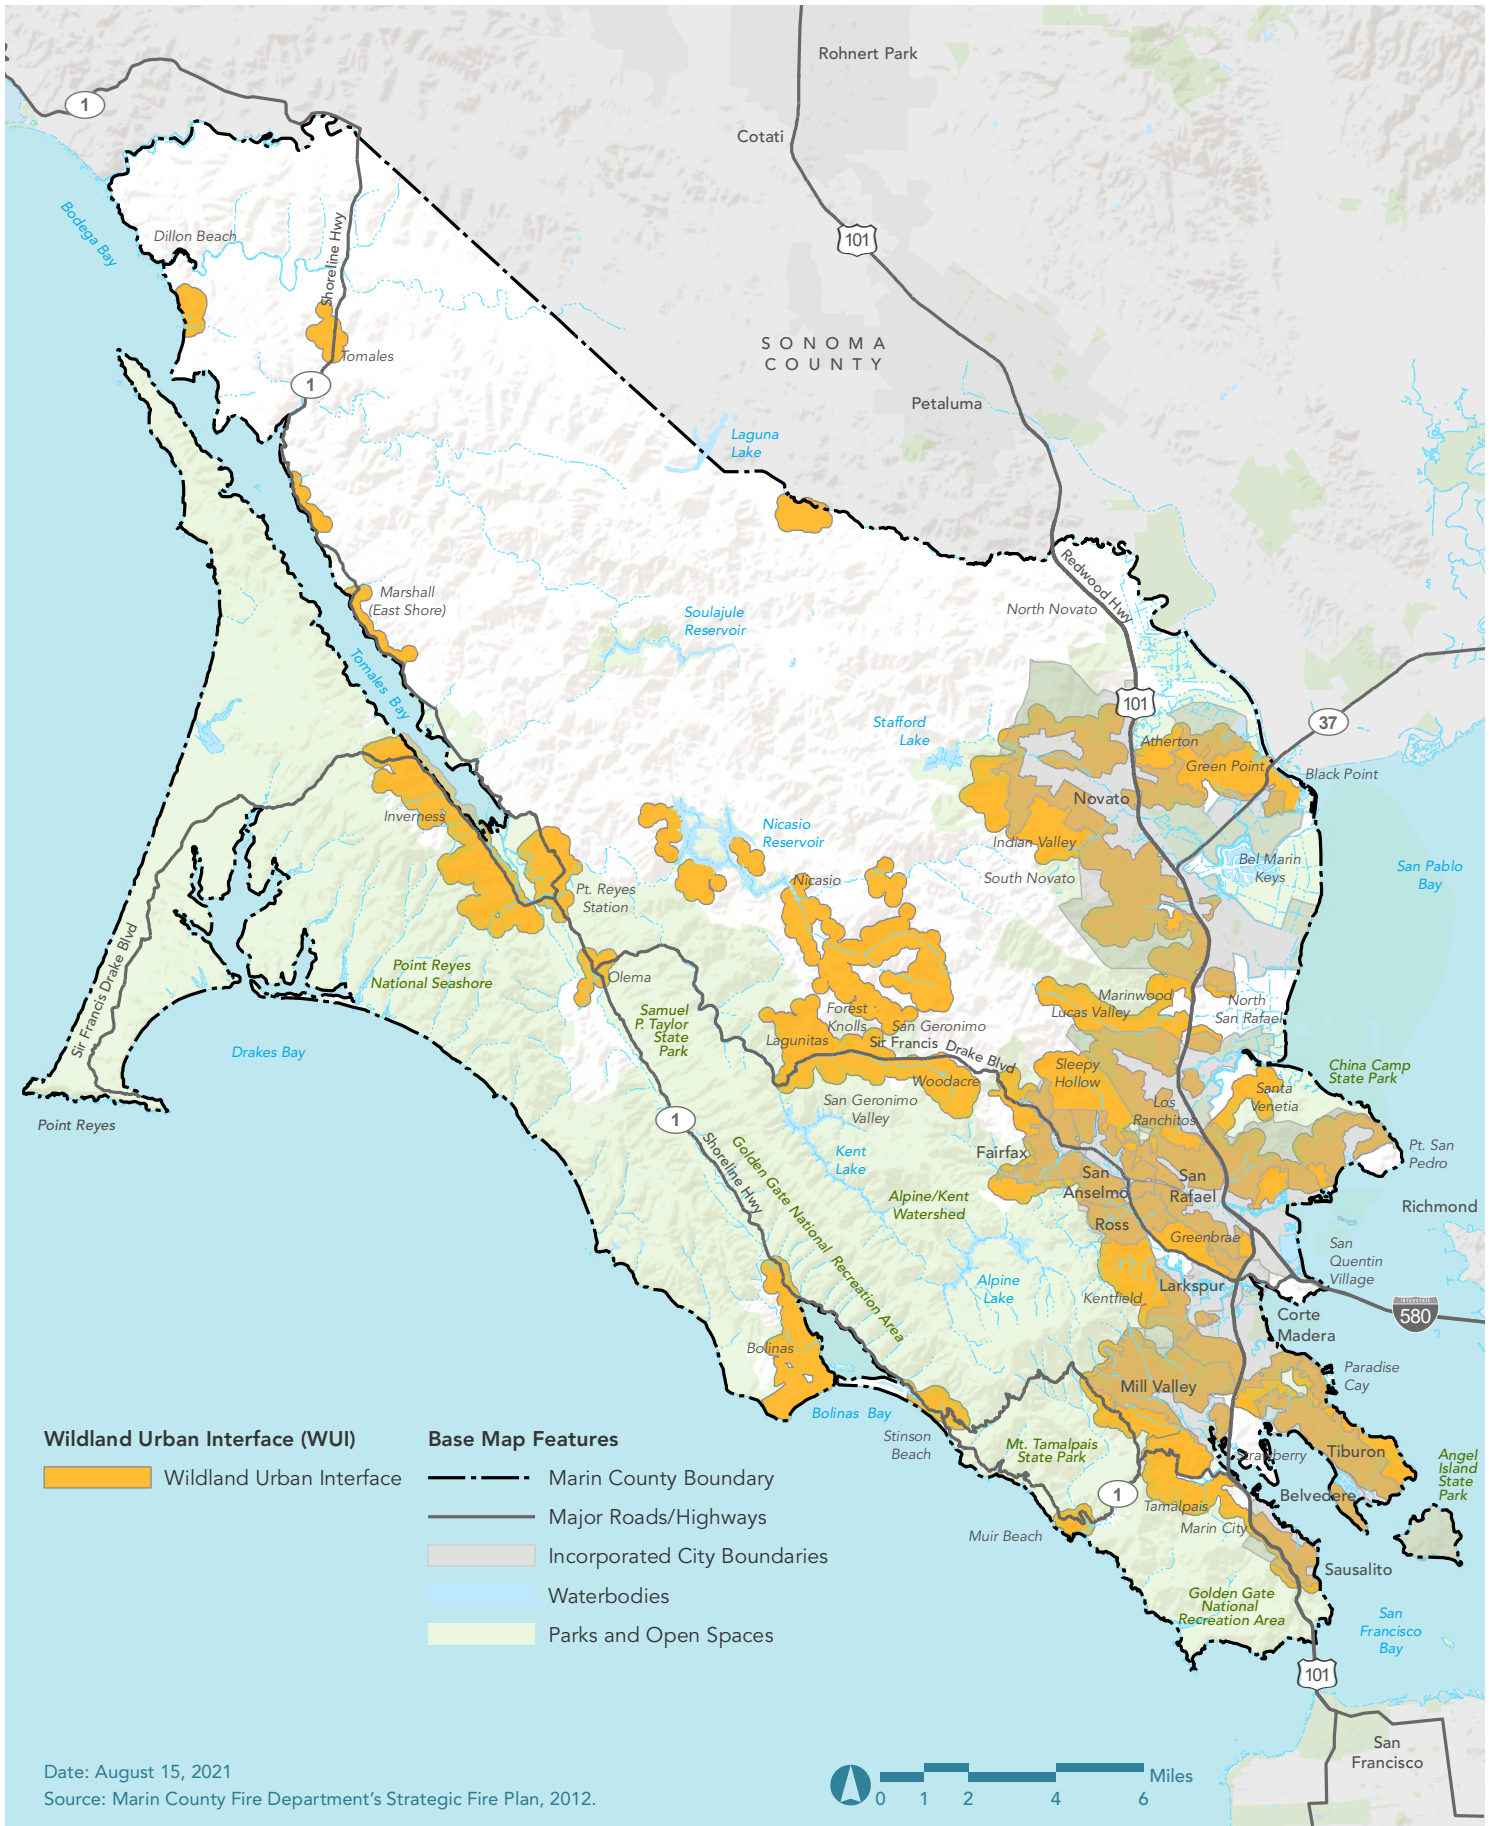 Rohnert Park
1
Cotati
Bodega Bay
Dillon Beach
Shoreline Hwy
101
SONOMA
COUNTY
Tomales
1
Petaluma
Laguna
Lake
Redwood Hwy
North Novato
Marshall
(East Shore)
Soulajule
Reservoir
Tomales Bay
101
37
Stafford
Lake
Atherton
Green Point
Black Point
Novato
Inverness
Nicasio
Reservoir
Indian Valley
South Novato
Bel Marin
Keys
San Pablo
Bay
Nicasio
Pt. Reyes
Station
Sir Francis Drake Blvd
Point Reyes
National Seashore
Olema
Samuel
P. Taylor
State
Park
Forest
Knolls
San Geronimo
Lagunitas
Sir Francis Drake Blvd
Marinwood
Lucas Valley
North
San Rafael
Drakes Bay
Woodacre
Sleepy
Hollow
China Camp
State Park
Santa
Venetia
San Geronimo
Valley
Los
Ranchitos
Point Reyes
1
Shoreline Hwy
Golden Gate National Recreation Area
Kent
Lake
Fairfax
Pt. San
Pedro
San
Anselmo
San
Rafael
Alpine/Kent
Watershed
Richmond
Ross
Greenbrae
San
Quentin
Village
Alpine
Lake
Kentfield
Larkspur
INTERSTATE
580
Corte
Madera
Bolinas
Paradise
Cay
Mill Valley
Bolinas Bay
Stinson
Beach
Mt. Tamalpais
State Park
Strawberry
Tiburon
Angel
Island
State
Park
1
Belvedere
Tamalpais
Marin City
Muir Beach
Sausalito
Golden Gate
National
Recreation Area
San
Francisco
Bay
101
San
Francisco
Wildland Urban Interface (WUI)
Wildland Urban Interface
Base Map Features
Marin County Boundary
Major Roads/Highways
Incorporated City Boundaries
Waterbodies
Parks and Open Spaces
Date: August 15, 2021
Source: Marin County Fire Department's Strategic Fire Plan, 2012.
0 1 2 4 6 Miles